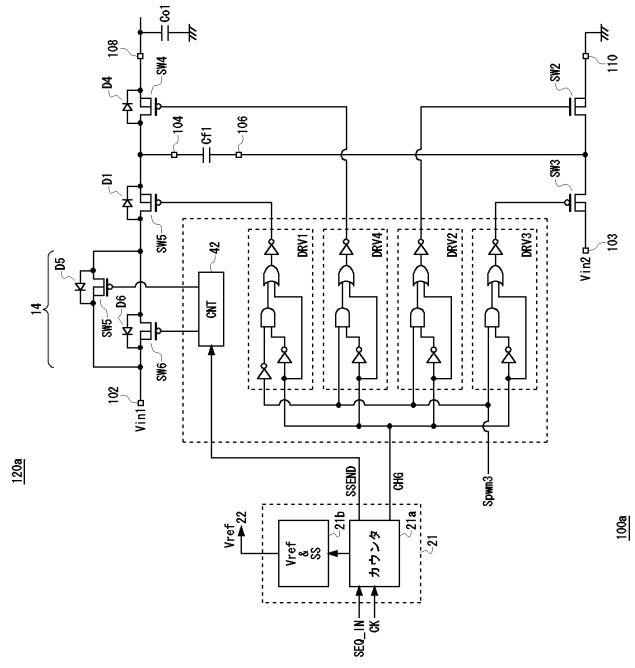 120a
14
D5
SW5
D6
SW6
102
Vin1
D1
SW5
D4
SW4
108
Co1
104
Cf1
106
42
CNT
DRV1
DRV4
DRV2
DRV3
SW2
SW3
110
103
Vin2
SSEND
CHG
Spwm3
Vref
22
Vref
&
SS
21b
カウンタ
21a
21
SEQ_IN
CK
100a